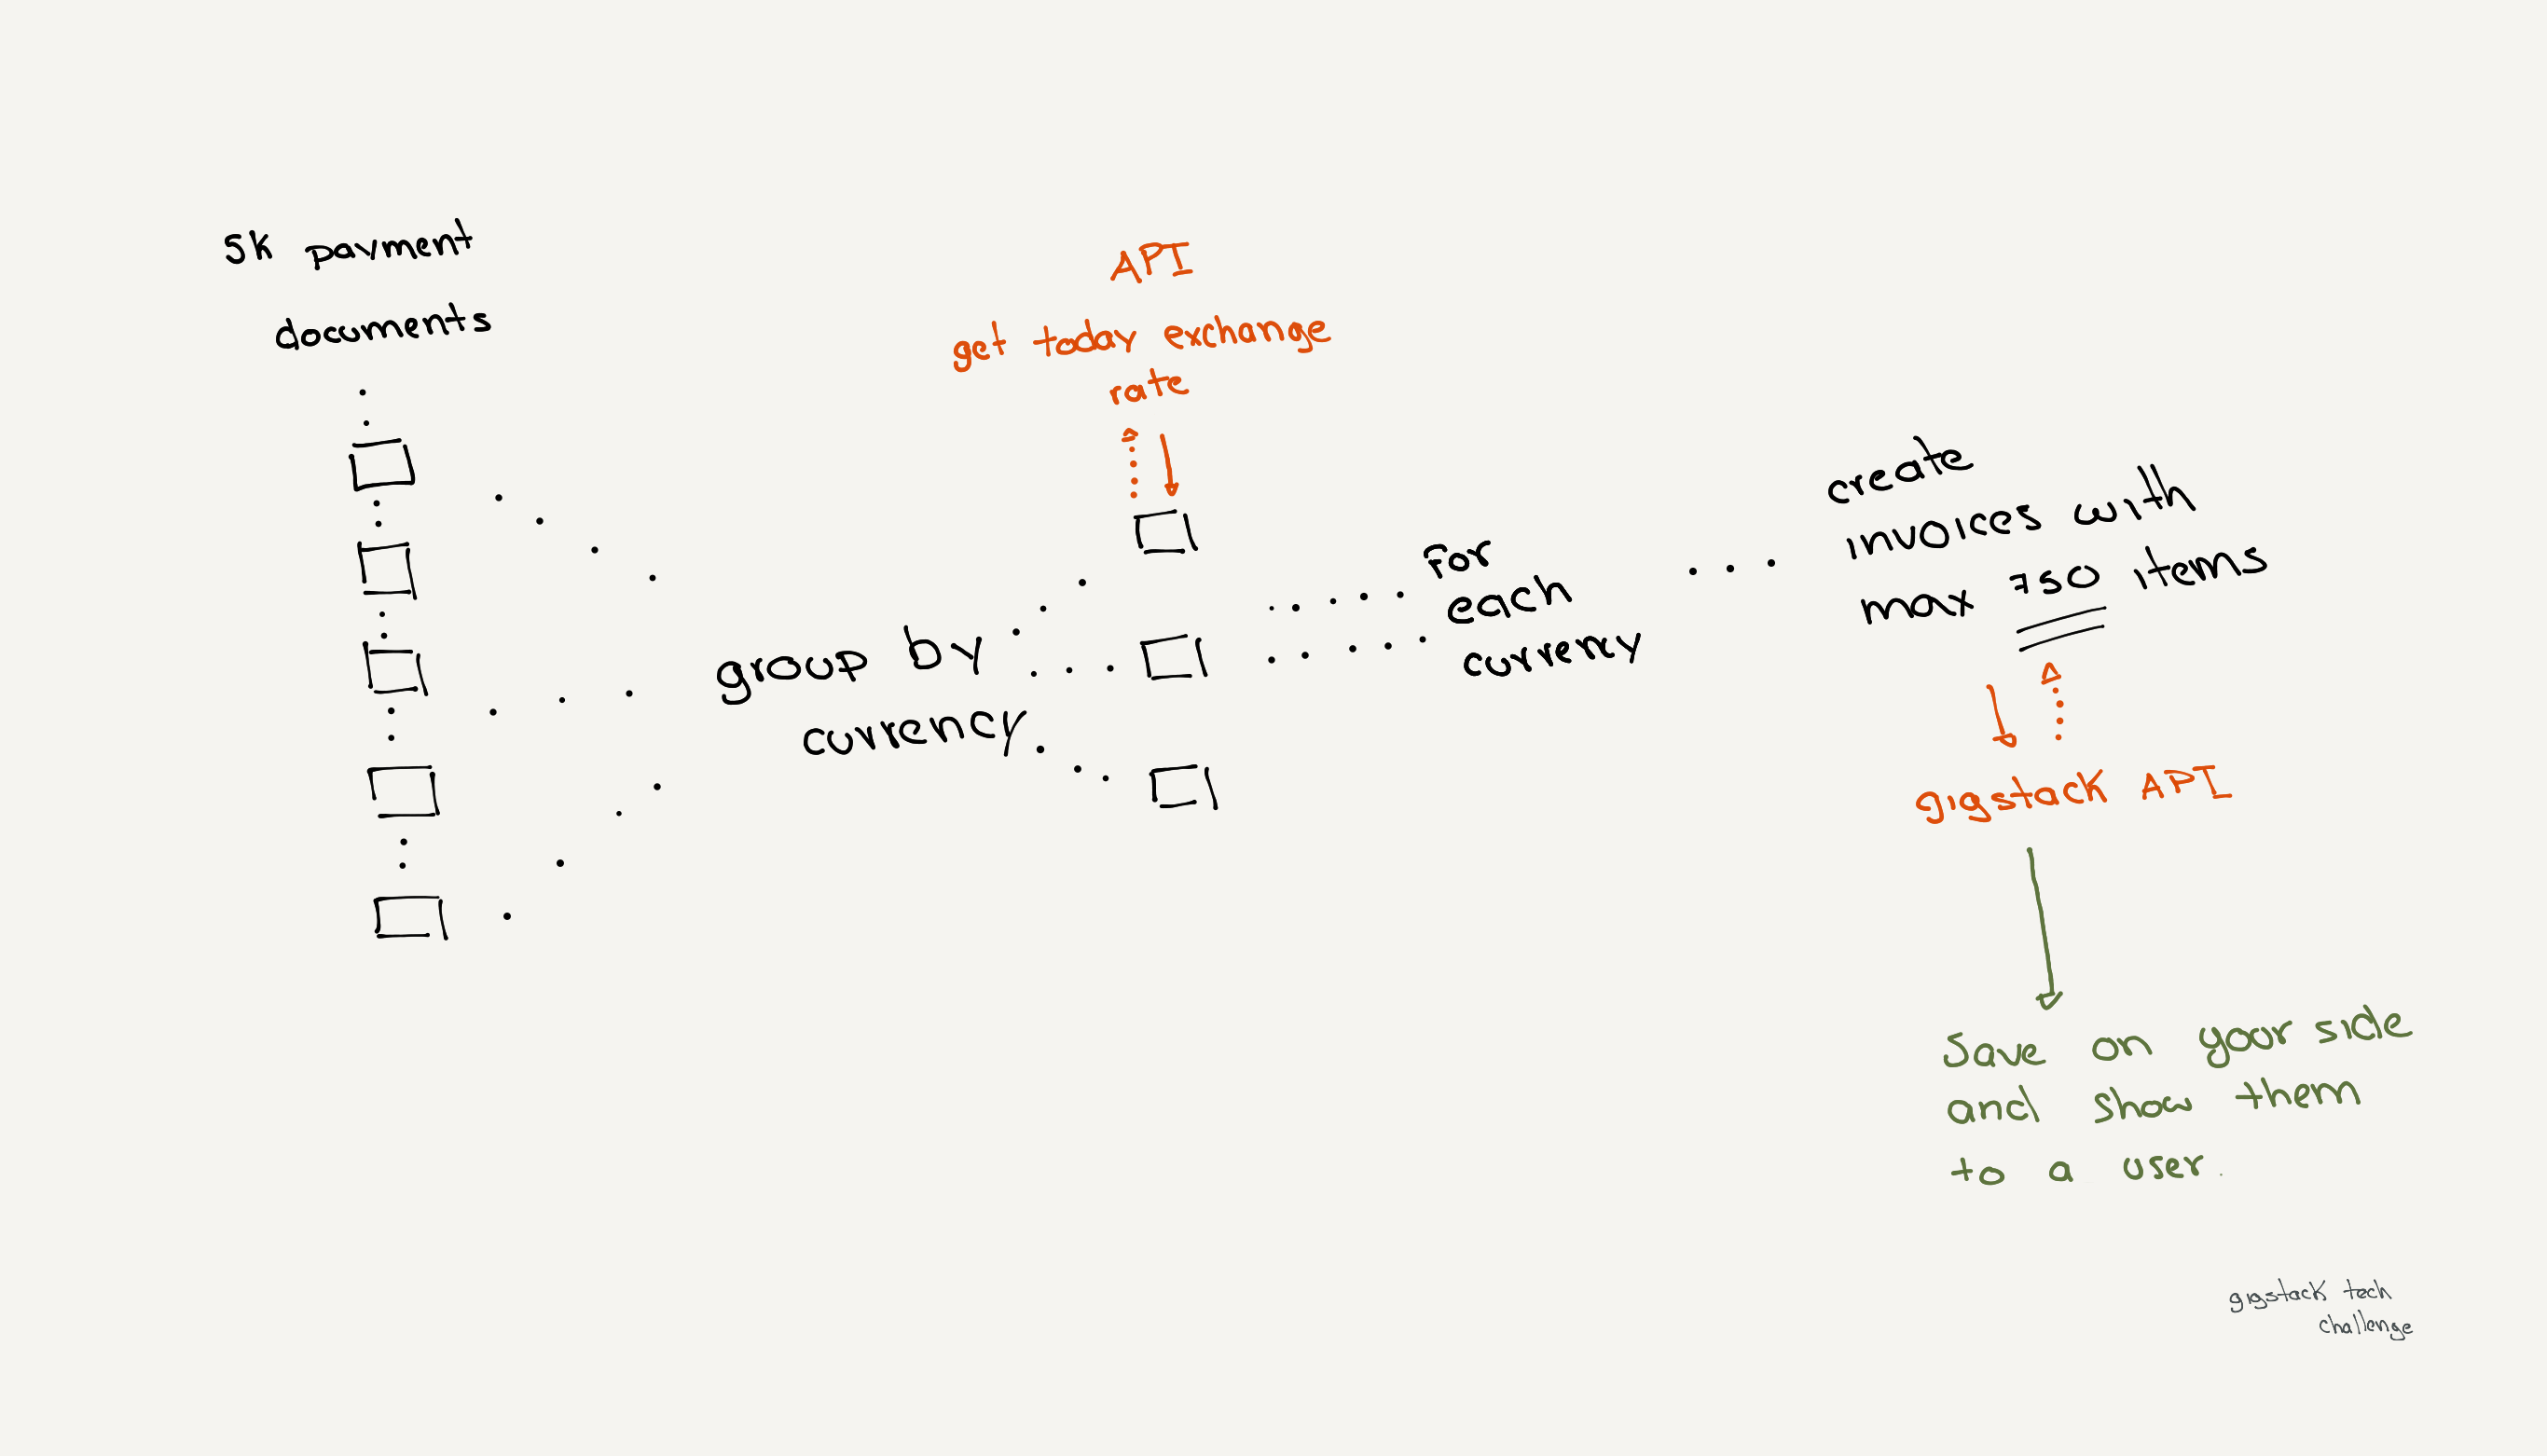 5k payment
documents
API
get today exchange
rate
group by
currency
for
each
currency
create
invoices with
max 750 items
gigstack API
Save on your side
and show them
to a user.
gigstack tech
challenge